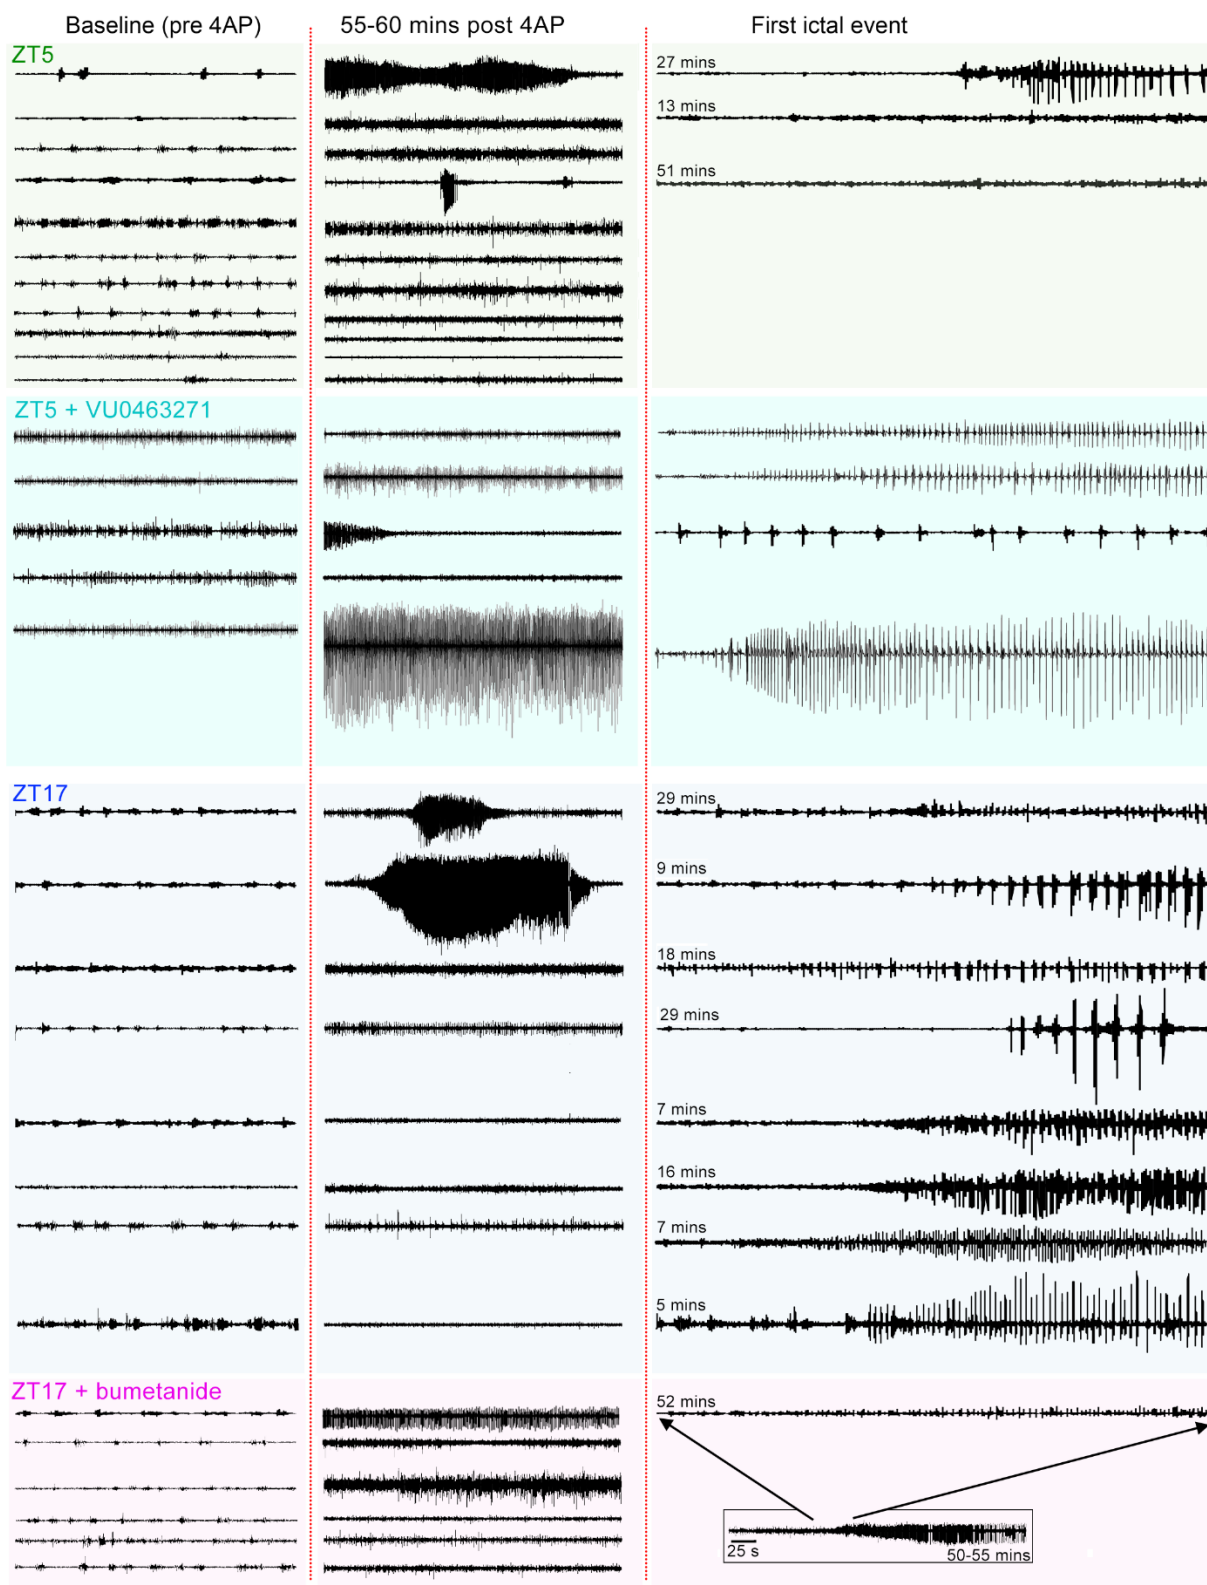 Baseline (pre 4AP)
55-60 mins post 4AP
First ictal event
ZT5
27 mins
13 mins
51 mins
ZT5 + VU0463271
ZT17
29 mins
9 mins
18 mins
29 mins
7 mins
16 mins
7 mins
5 mins
ZT17 + bumetanide
52 mins
25 s
50-55 mins